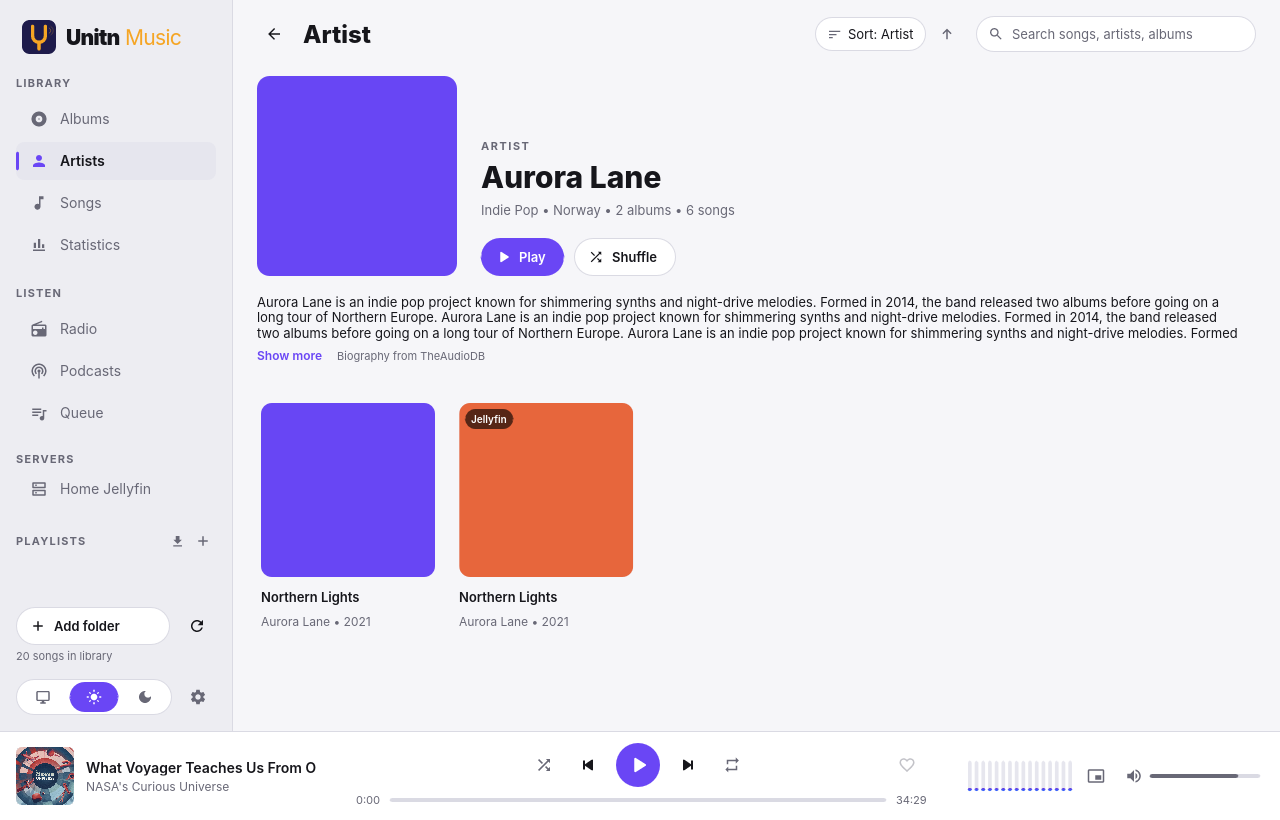 Unitn Music
LIBRARY
Albums
Artists
Songs
Statistics
LISTEN
Radio
Podcasts
Queue
SERVERS
Home Jellyfin
PLAYLISTS
Add folder
20 songs in library
Artist
Sort: Artist
Search songs, artists, albums
ARTIST
Aurora Lane
Indie Pop • Norway • 2 albums • 6 songs
Play
Shuffle
Aurora Lane is an indie pop project known for shimmering synths and night-drive melodies. Formed in 2014, the band released two albums before going on a
long tour of Northern Europe. Aurora Lane is an indie pop project known for shimmering synths and night-drive melodies. Formed in 2014, the band released
two albums before going on a long tour of Northern Europe. Aurora Lane is an indie pop project known for shimmering synths and night-drive melodies. Formed
Show more
Biography from TheAudioDB
Northern Lights
Aurora Lane • 2021
Jellyfin
Northern Lights
Aurora Lane • 2021
What Voyager Teaches Us From O
NASA's Curious Universe
0:00
34:29